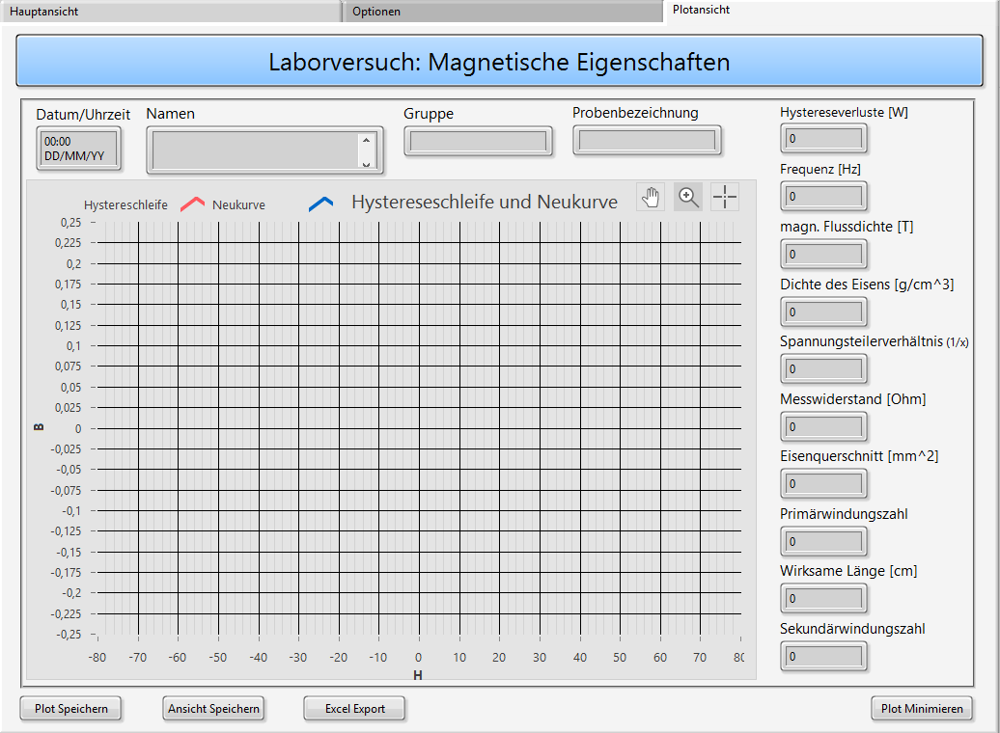 Hauptansicht
Optionen
Plotansicht
Laborversuch: Magnetische Eigenschaften
Datum/Uhrzeit
00:00
DD/MM/YY
Namen
Gruppe
Probenbezeichnung
Hystereschleife
Neukurve
Hystereseschleife und Neukurve
0,25
0,225
0,2
0,175
0,15
0,125
0,1
0,075
0,05
0,025
0
-0,025
-0,05
-0,075
-0,1
-0,125
-0,15
-0,175
-0,2
-0,225
-0,25
B
-80 -70 -60 -50 -40 -30 -20 -10 0 10 20 30 40 50 60 70 80
H
Hystereseverluste [W]
0
Frequenz [Hz]
0
magn. Flussdichte [T]
0
Dichte des Eisens [g/cm^3]
0
Spannungsteilerverhältnis (1/x)
0
Messwiderstand [Ohm]
0
Eisenquerschnitt [mm^2]
0
Primärwindungszahl
0
Wirksame Länge [cm]
0
Sekundärwindungszahl
0
Plot Speichern
Ansicht Speichern
Excel Export
Plot Minimieren